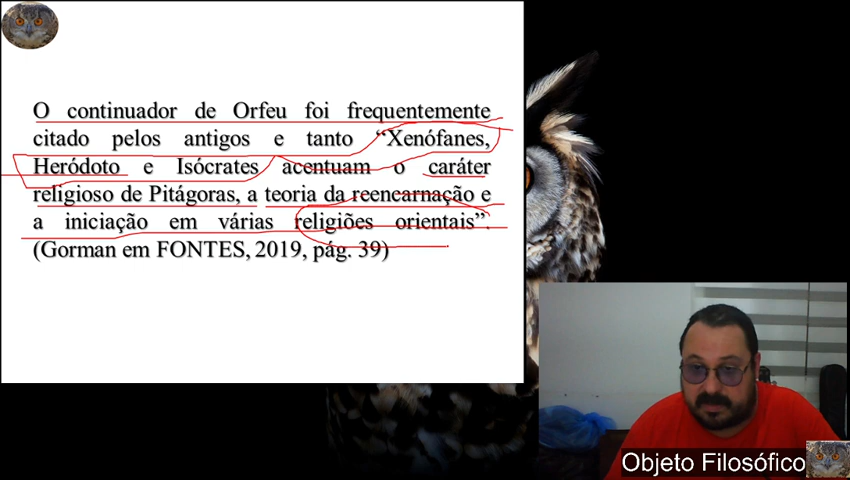 O continuador de Orfeu foi frequentemente
citado pelos antigos e tanto “Xenófanes,
Heródoto e Isócrates acentuam o caráter
religioso de Pitágoras, a teoria da reencarnação e
a iniciação em várias religiões orientais”.
(Gorman em FONTES, 2019, pág. 39)
Objeto Filosófico